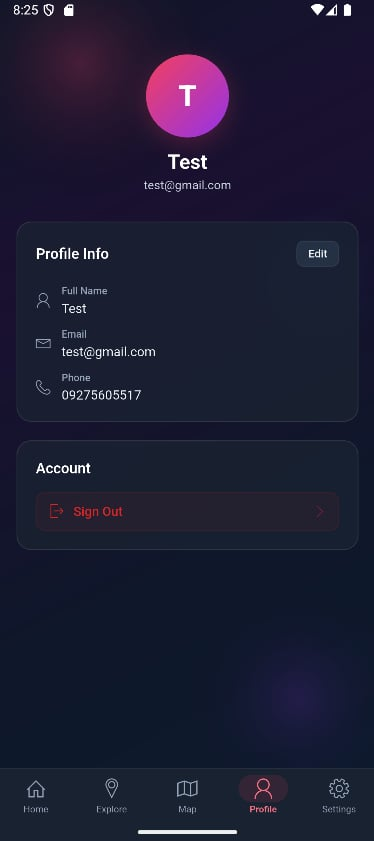 8:25
T
Test
test@gmail.com
Profile Info
Edit
Full Name
Test
Email
test@gmail.com
Phone
09275605517
Account
Sign Out
Home
Explore
Map
Profile
Settings